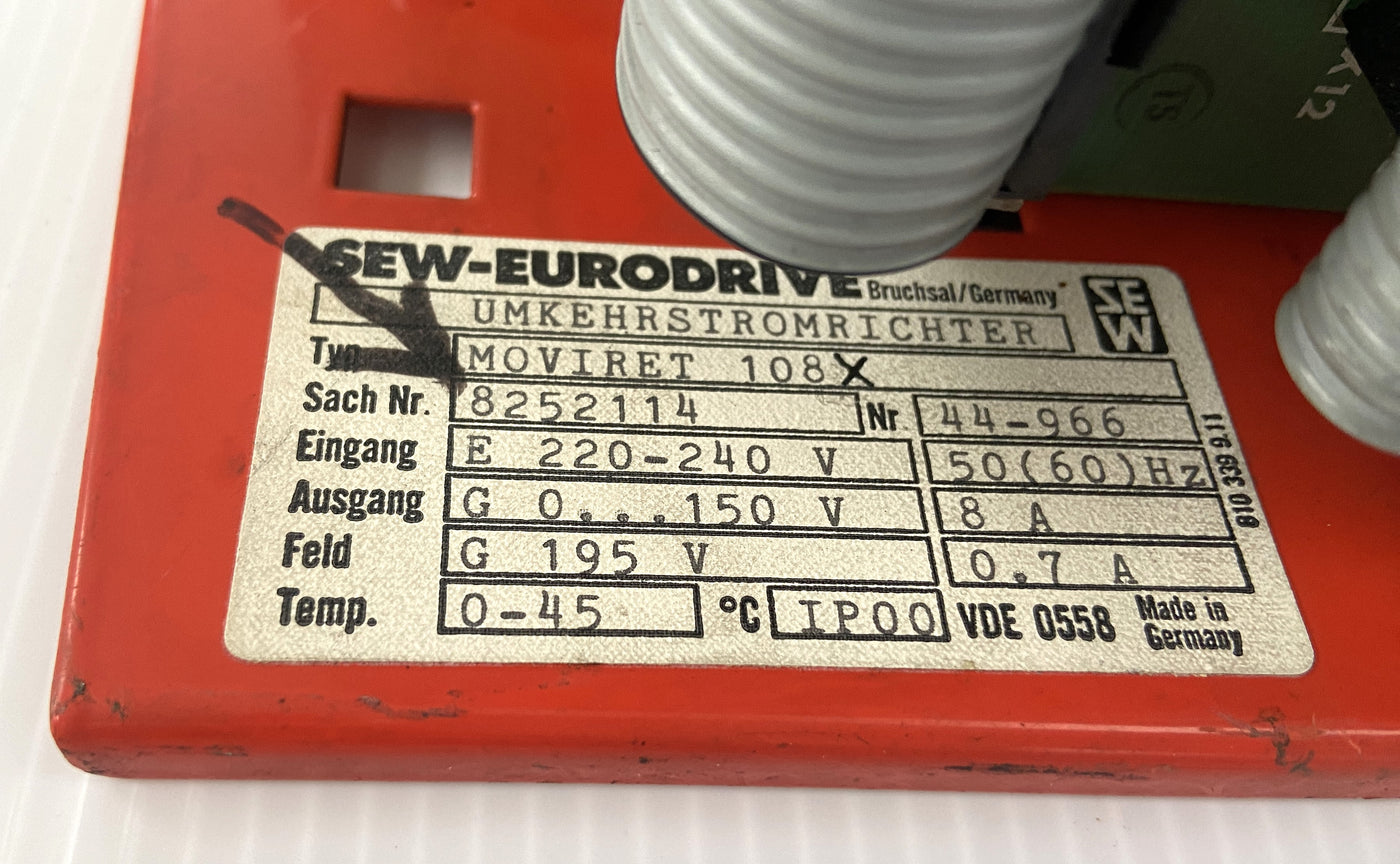 K12
TS
SEW-EURODRIVE Bruchsal/Germany SEW
UMKEHRSTROMRICHTER
Typ MOVIRET 108X
Sach Nr. 8252114 Nr. 44-966
Eingang E 220-240 V 50(60)Hz
Ausgang G 0...150 V 8 A
Feld G 195 V 0.7 A
Temp. 0-45 °C IP00 VDE 0558 Made in Germany
810 339 9.11